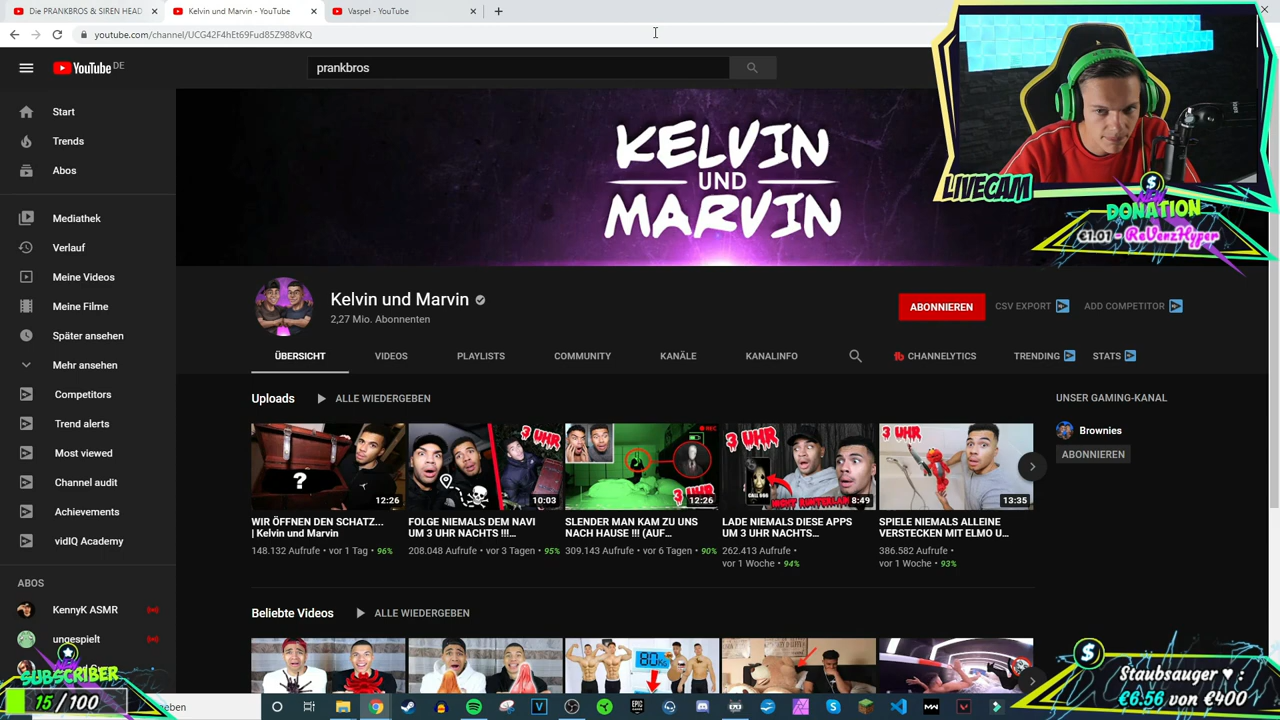 Die PRANKBROS & SIREN HEAD
Kelvin und Marvin - YouTube
Vaspel - YouTube
YouTube DE
prankbros
Start
Trends
Abos
Mediathek
Verlauf
Meine Videos
Meine Filme
Später ansehen
Mehr ansehen
Competitors
Trend alerts
Most viewed
Channel audit
Achievements
vidIQ Academy
ABOS
KennyK ASMR
ungespielt
NEW
SUBSCRIBER
15 / 100
KELVIN
UND
MARVIN
LIVECAM
NEW
DONATION
€1.01 - ReVenzHyper
Kelvin und Marvin
2,27 Mio. Abonnenten
ABONNIEREN
CSV EXPORT
ADD COMPETITOR
ÜBERSICHT
VIDEOS
PLAYLISTS
COMMUNITY
KANÄLE
KANALINFO
CHANNELYTICS
TRENDING
STATS
Uploads
ALLE WIEDERGEBEN
UNSER GAMING-KANAL
Brownies
ABONNIEREN
?
12:26
3 UHR
10:03
REC
3 UHR
12:26
3 UHR
CALL 666
NICHT RUNTERLADEN
8:49
3 UHR
13:35
WIR ÖFFNEN DEN SCHATZ...
| Kelvin und Marvin
148.132 Aufrufe • vor 1 Tag • 96%
FOLGE NIEMALS DEM NAVI
UM 3 UHR NACHTS !!!...
208.048 Aufrufe • vor 3 Tagen • 95%
SLENDER MAN KAM ZU UNS
NACH HAUSE !!! (AUF...
309.143 Aufrufe • vor 6 Tagen • 90%
LADE NIEMALS DIESE APPS
UM 3 UHR NACHTS...
262.413 Aufrufe •
vor 1 Woche • 94%
SPIELE NIEMALS ALLEINE
VERSTECKEN MIT ELMO U...
386.582 Aufrufe •
vor 1 Woche • 93%
Beliebte Videos
ALLE WIEDERGEBEN
80KG
Staubsauger ♥ :
€6.56 von €400